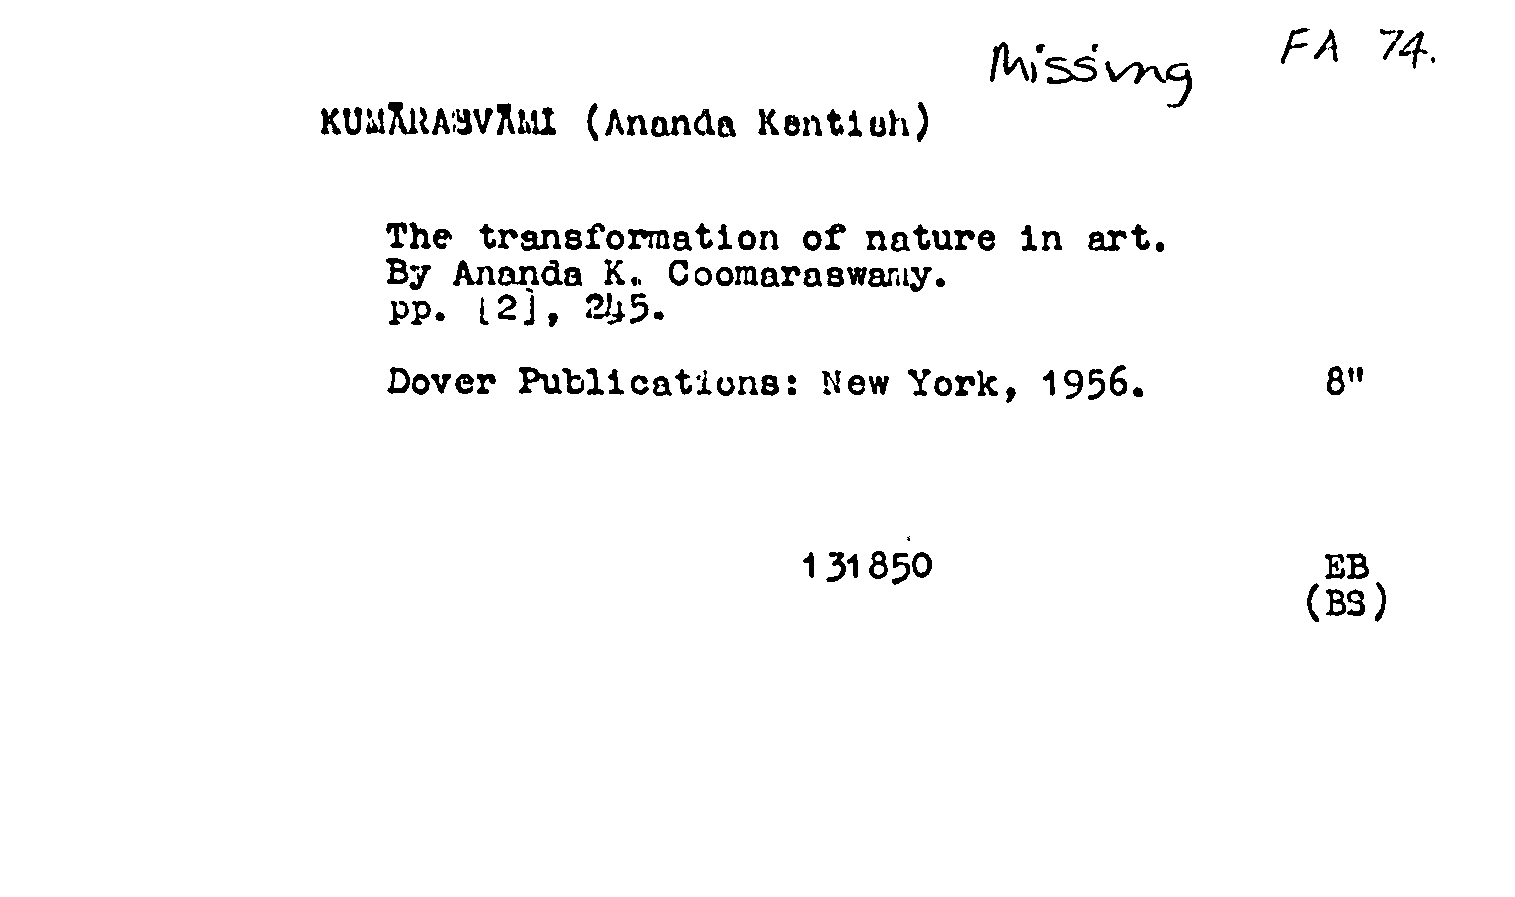 Missing FA 74.
KUMĀRASVĀMI (Ananda Kentish)
The transformation of nature in art.
By Ananda K. Coomaraswamy.
pp. [2], 245.
Dover Publications: New York, 1956. 8"
131850 EB
(BS)